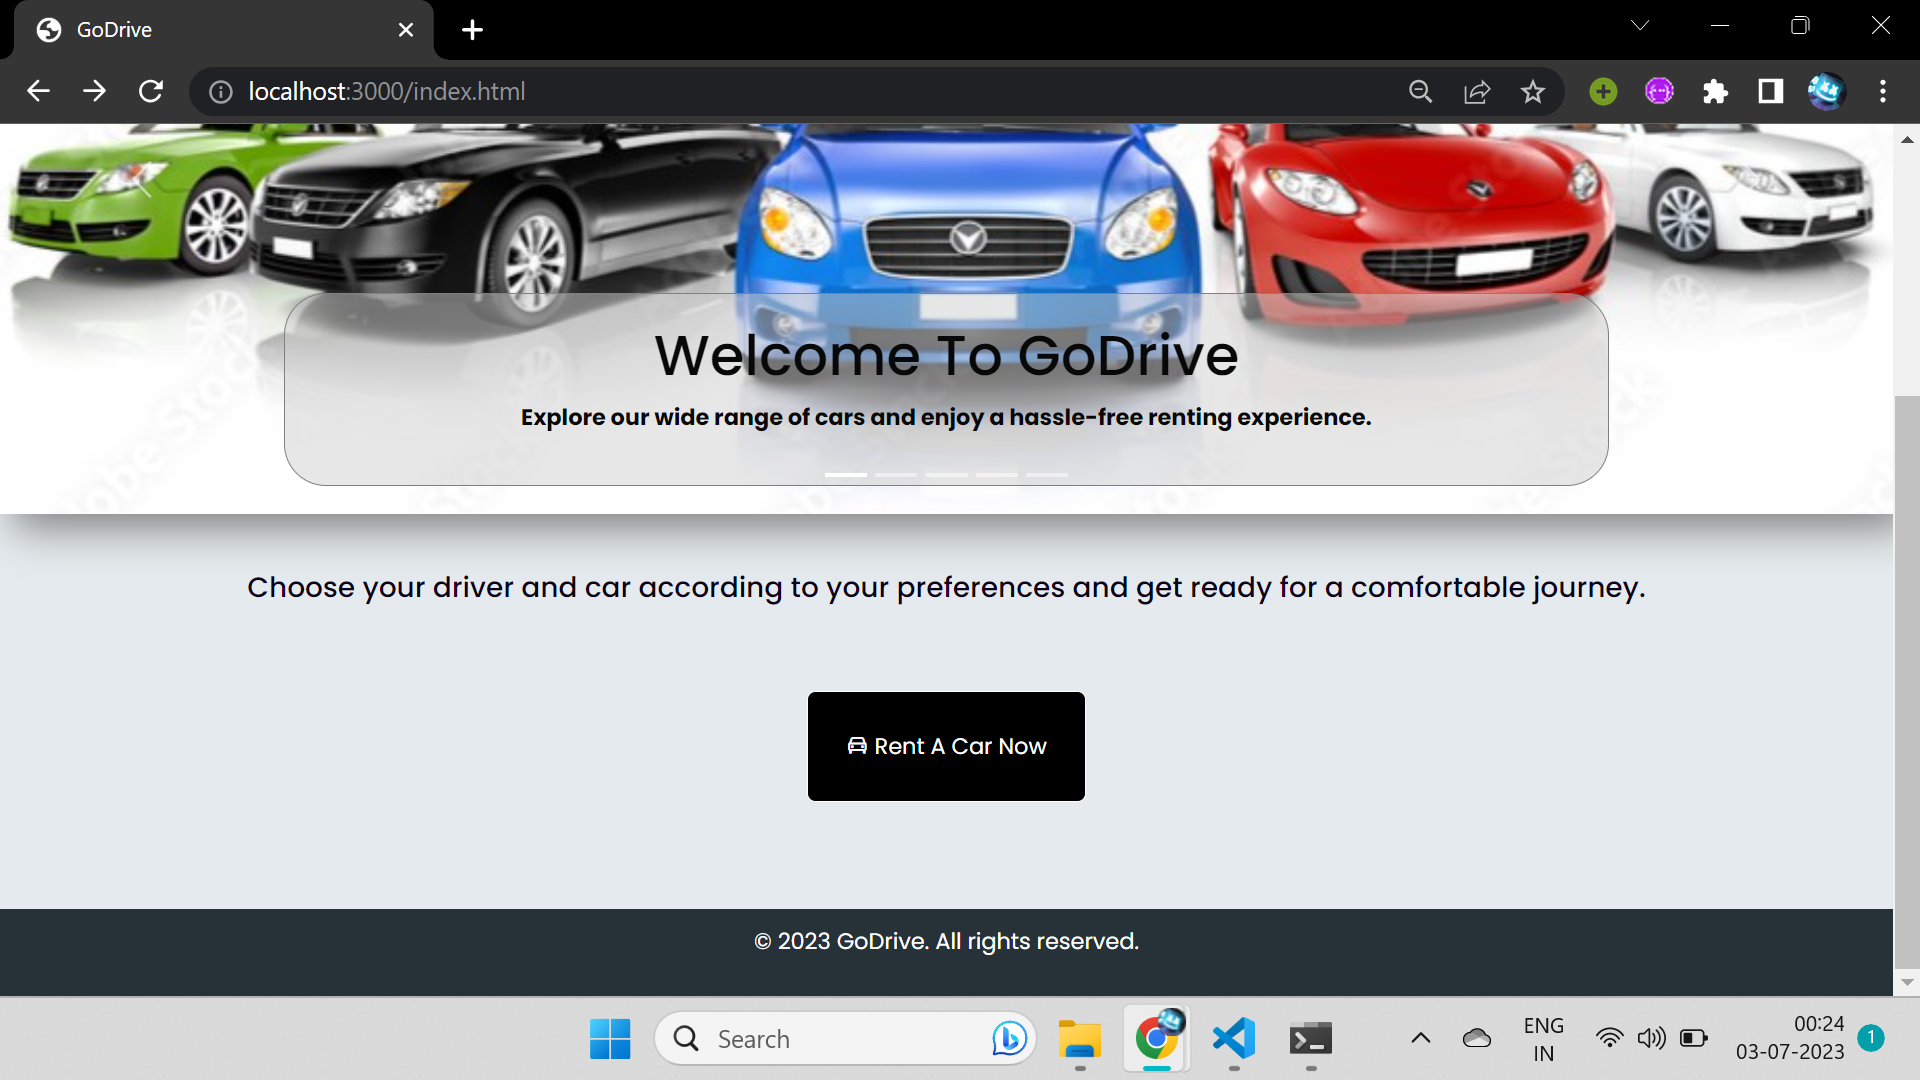 GoDrive
localhost:3000/index.html
Welcome To GoDrive
Explore our wide range of cars and enjoy a hassle-free renting experience.
Choose your driver and car according to your preferences and get ready for a comfortable journey.
Rent A Car Now
© 2023 GoDrive. All rights reserved.
Search
ENG
IN
00:24
03-07-2023
1